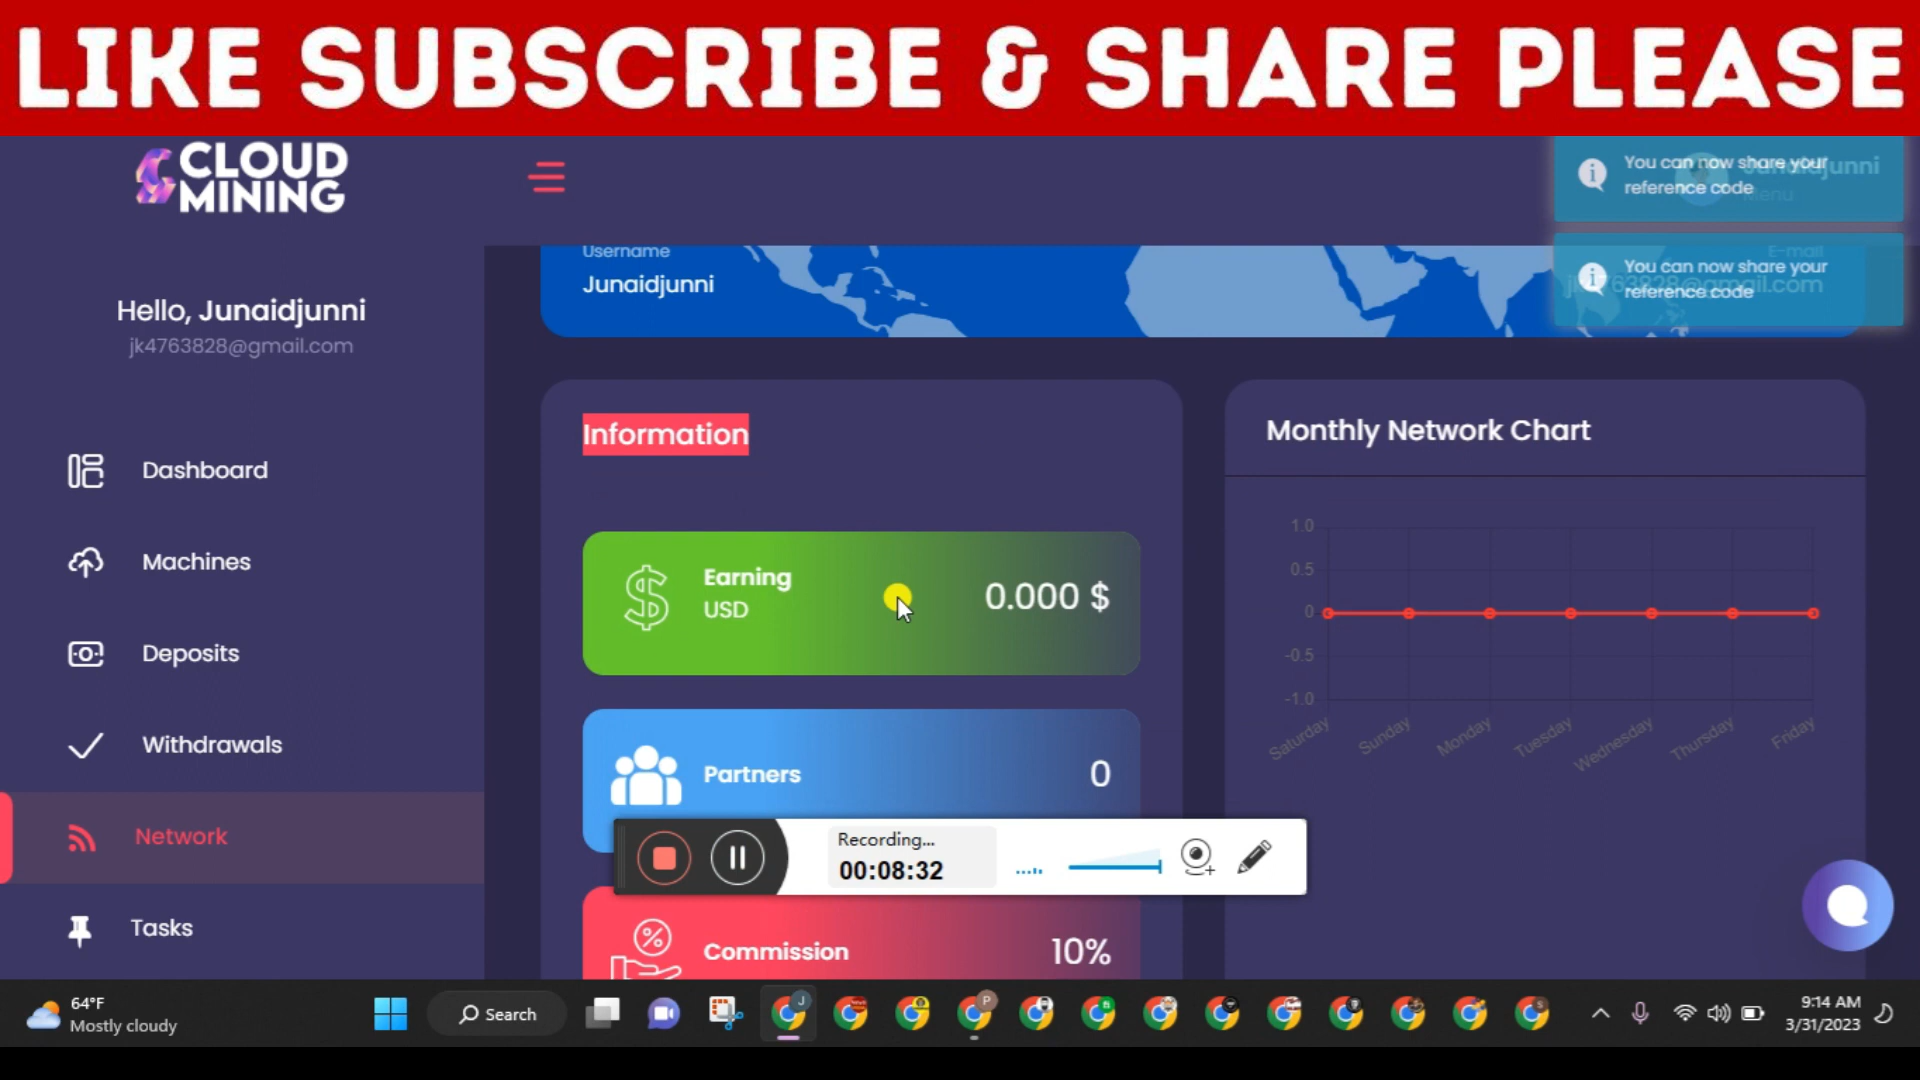 LIKE SUBSCRIBE & SHARE PLEASE
CLOUD
MINING
You can now share your
reference code
Junaidjunni
Menu
Hello, Junaidjunni
jk4763828@gmail.com
Username
Junaidjunni
E-mail
You can now share your
reference code
Dashboard
Machines
Deposits
Withdrawals
Network
Tasks
Information
Earning
USD
0.000 $
Partners
0
Commission
10%
Monthly Network Chart
1.0
0.5
0
-0.5
-1.0
Saturday
Sunday
Monday
Tuesday
Wednesday
Thursday
Friday
Recording...
00:08:32
64°F
Mostly cloudy
Search
9:14 AM
3/31/2023